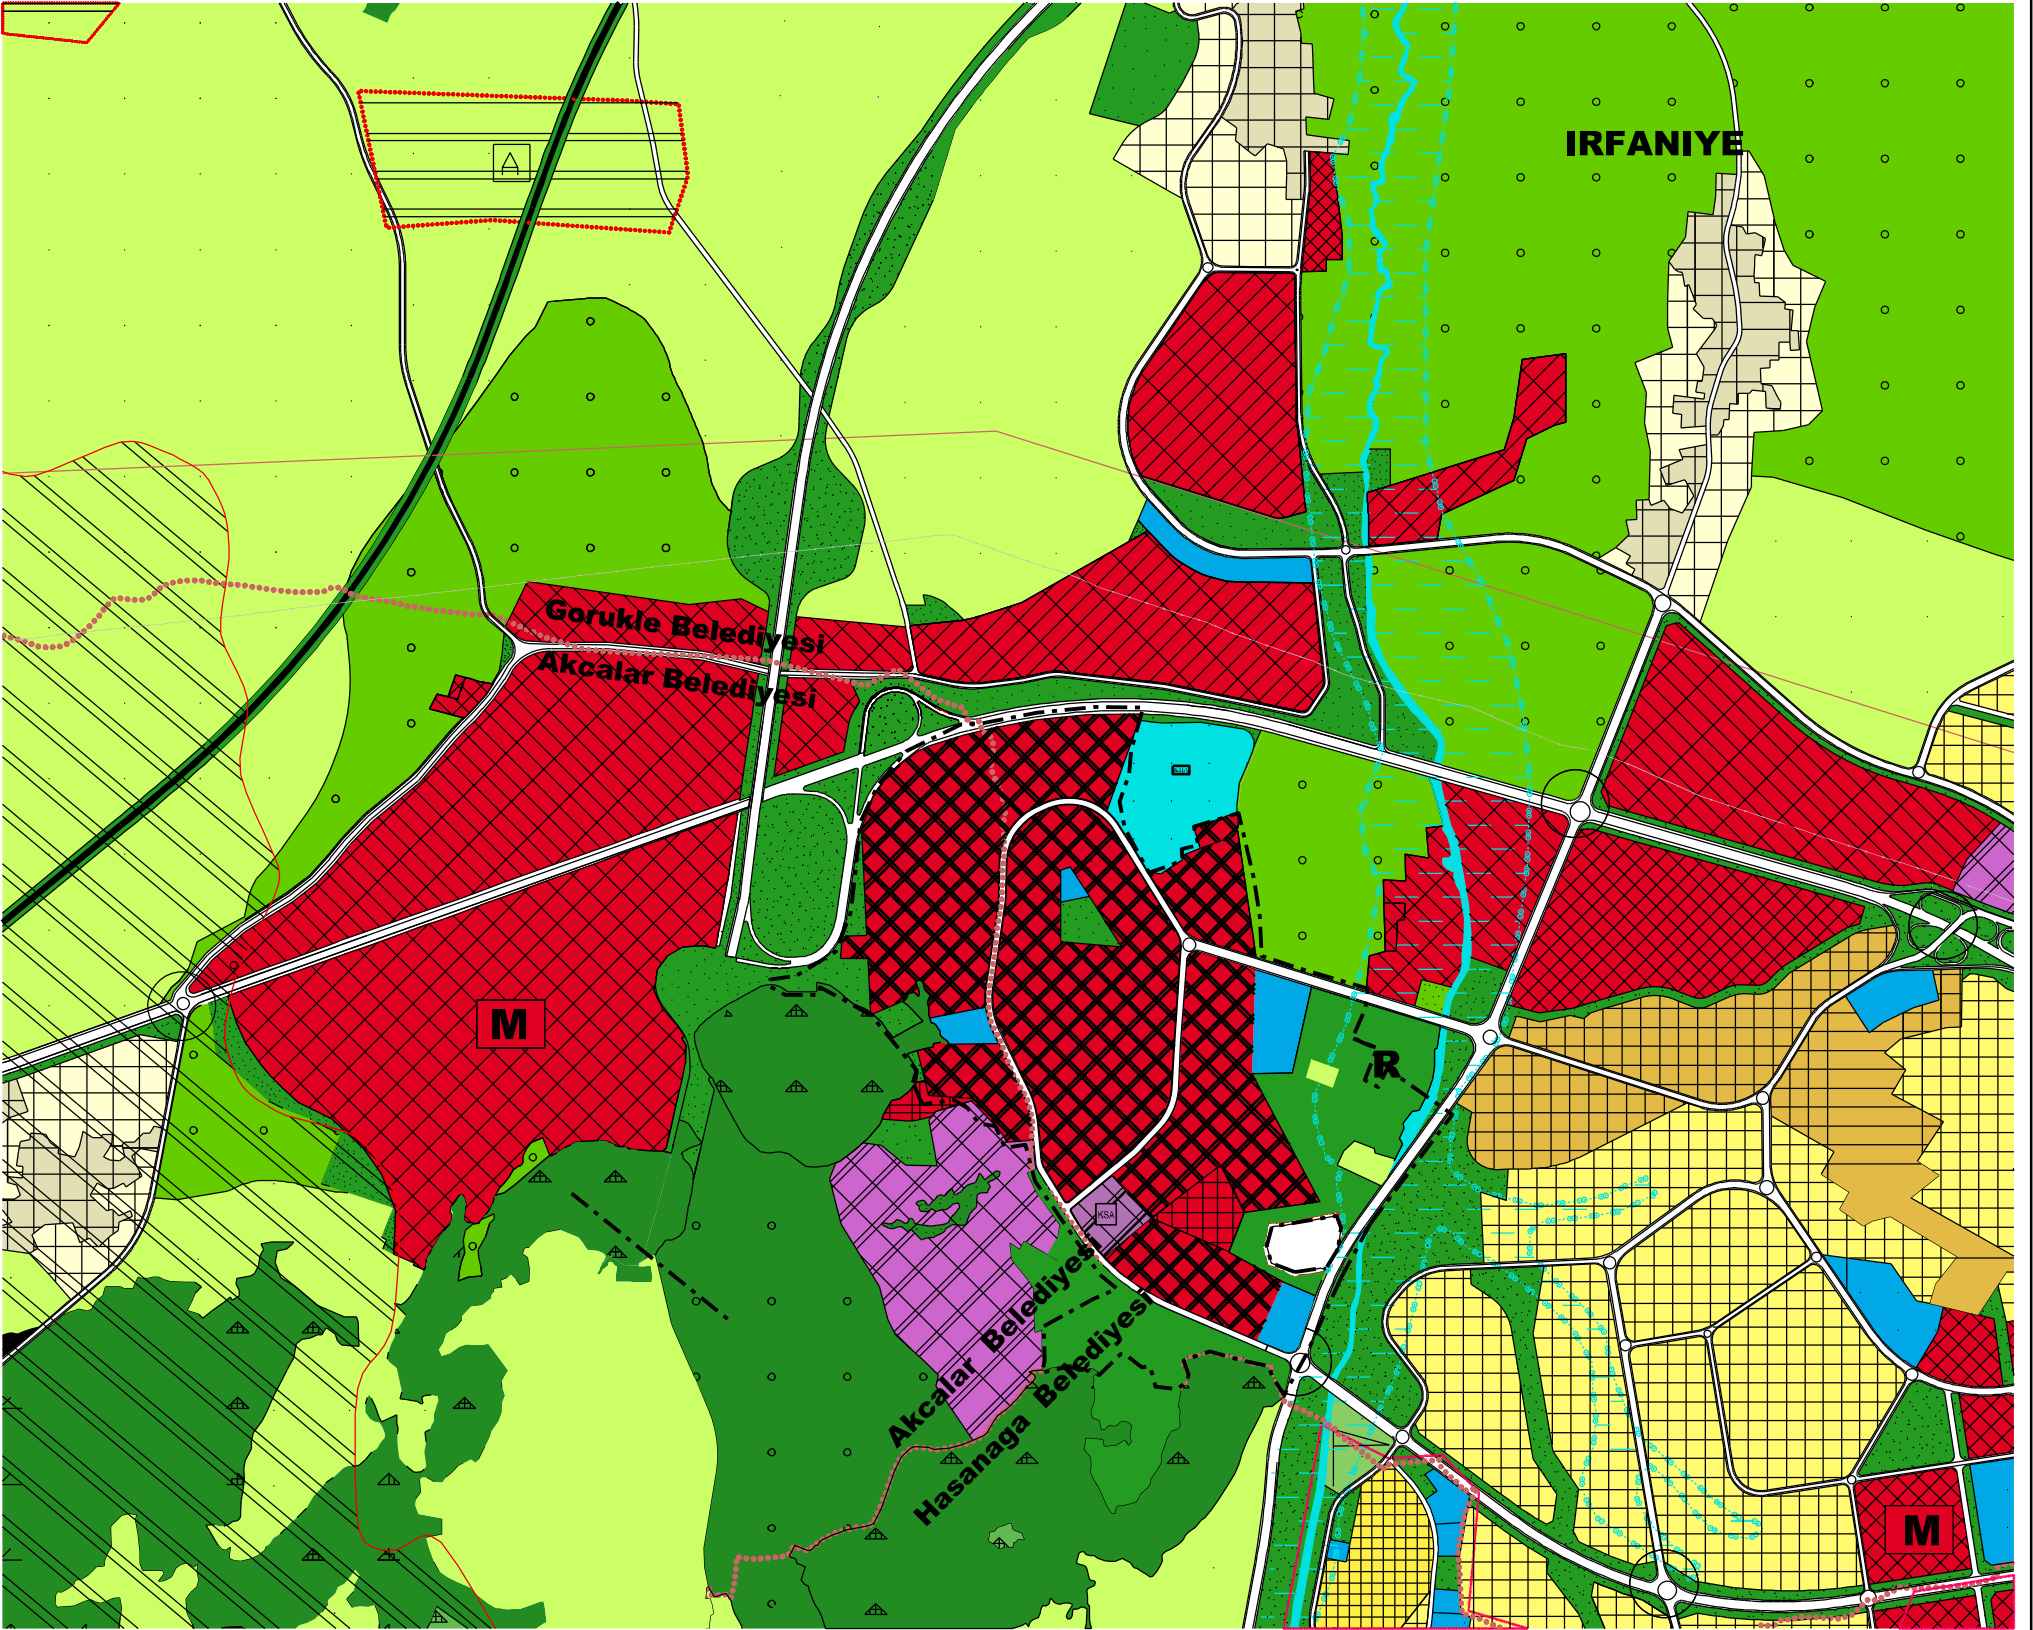 IRFANIYE
A
Gorukle Belediyesi
Akcalar Belediyesi
M
R
KSA
Akcalar Belediyesi
Hasanaga Belediyesi
M